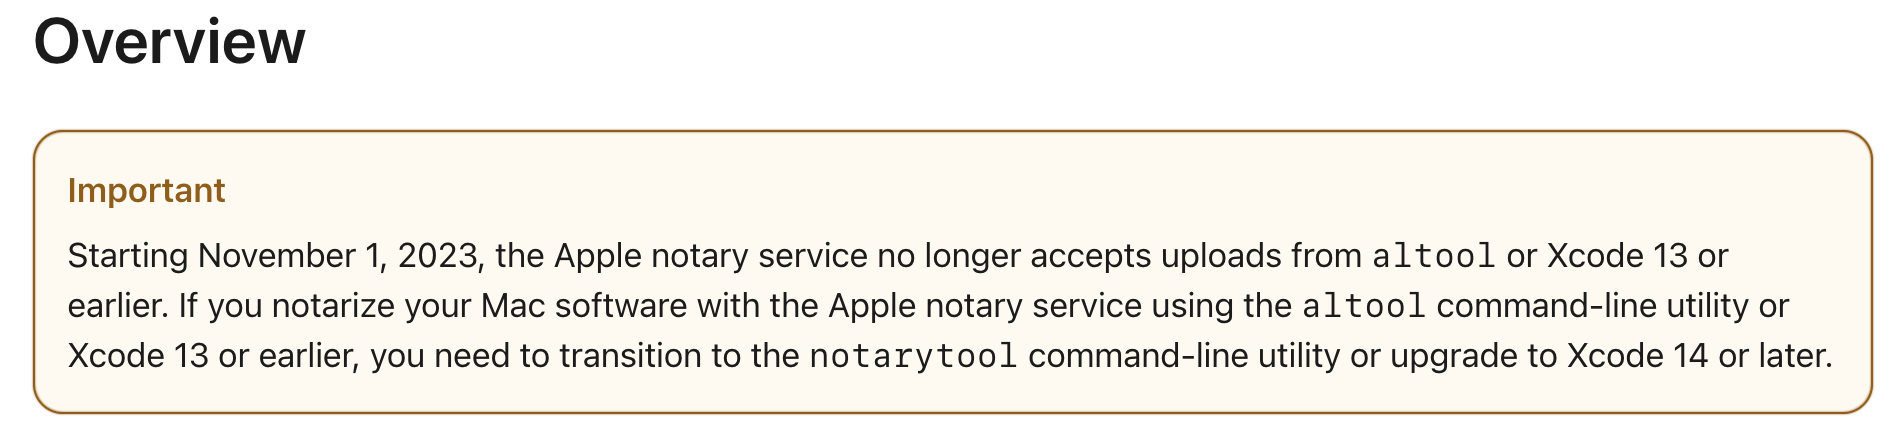 Overview
Important
Starting November 1, 2023, the Apple notary service no longer accepts uploads from altool or Xcode 13 or
earlier. If you notarize your Mac software with the Apple notary service using the altool command-line utility or
Xcode 13 or earlier, you need to transition to the notarytool command-line utility or upgrade to Xcode 14 or later.